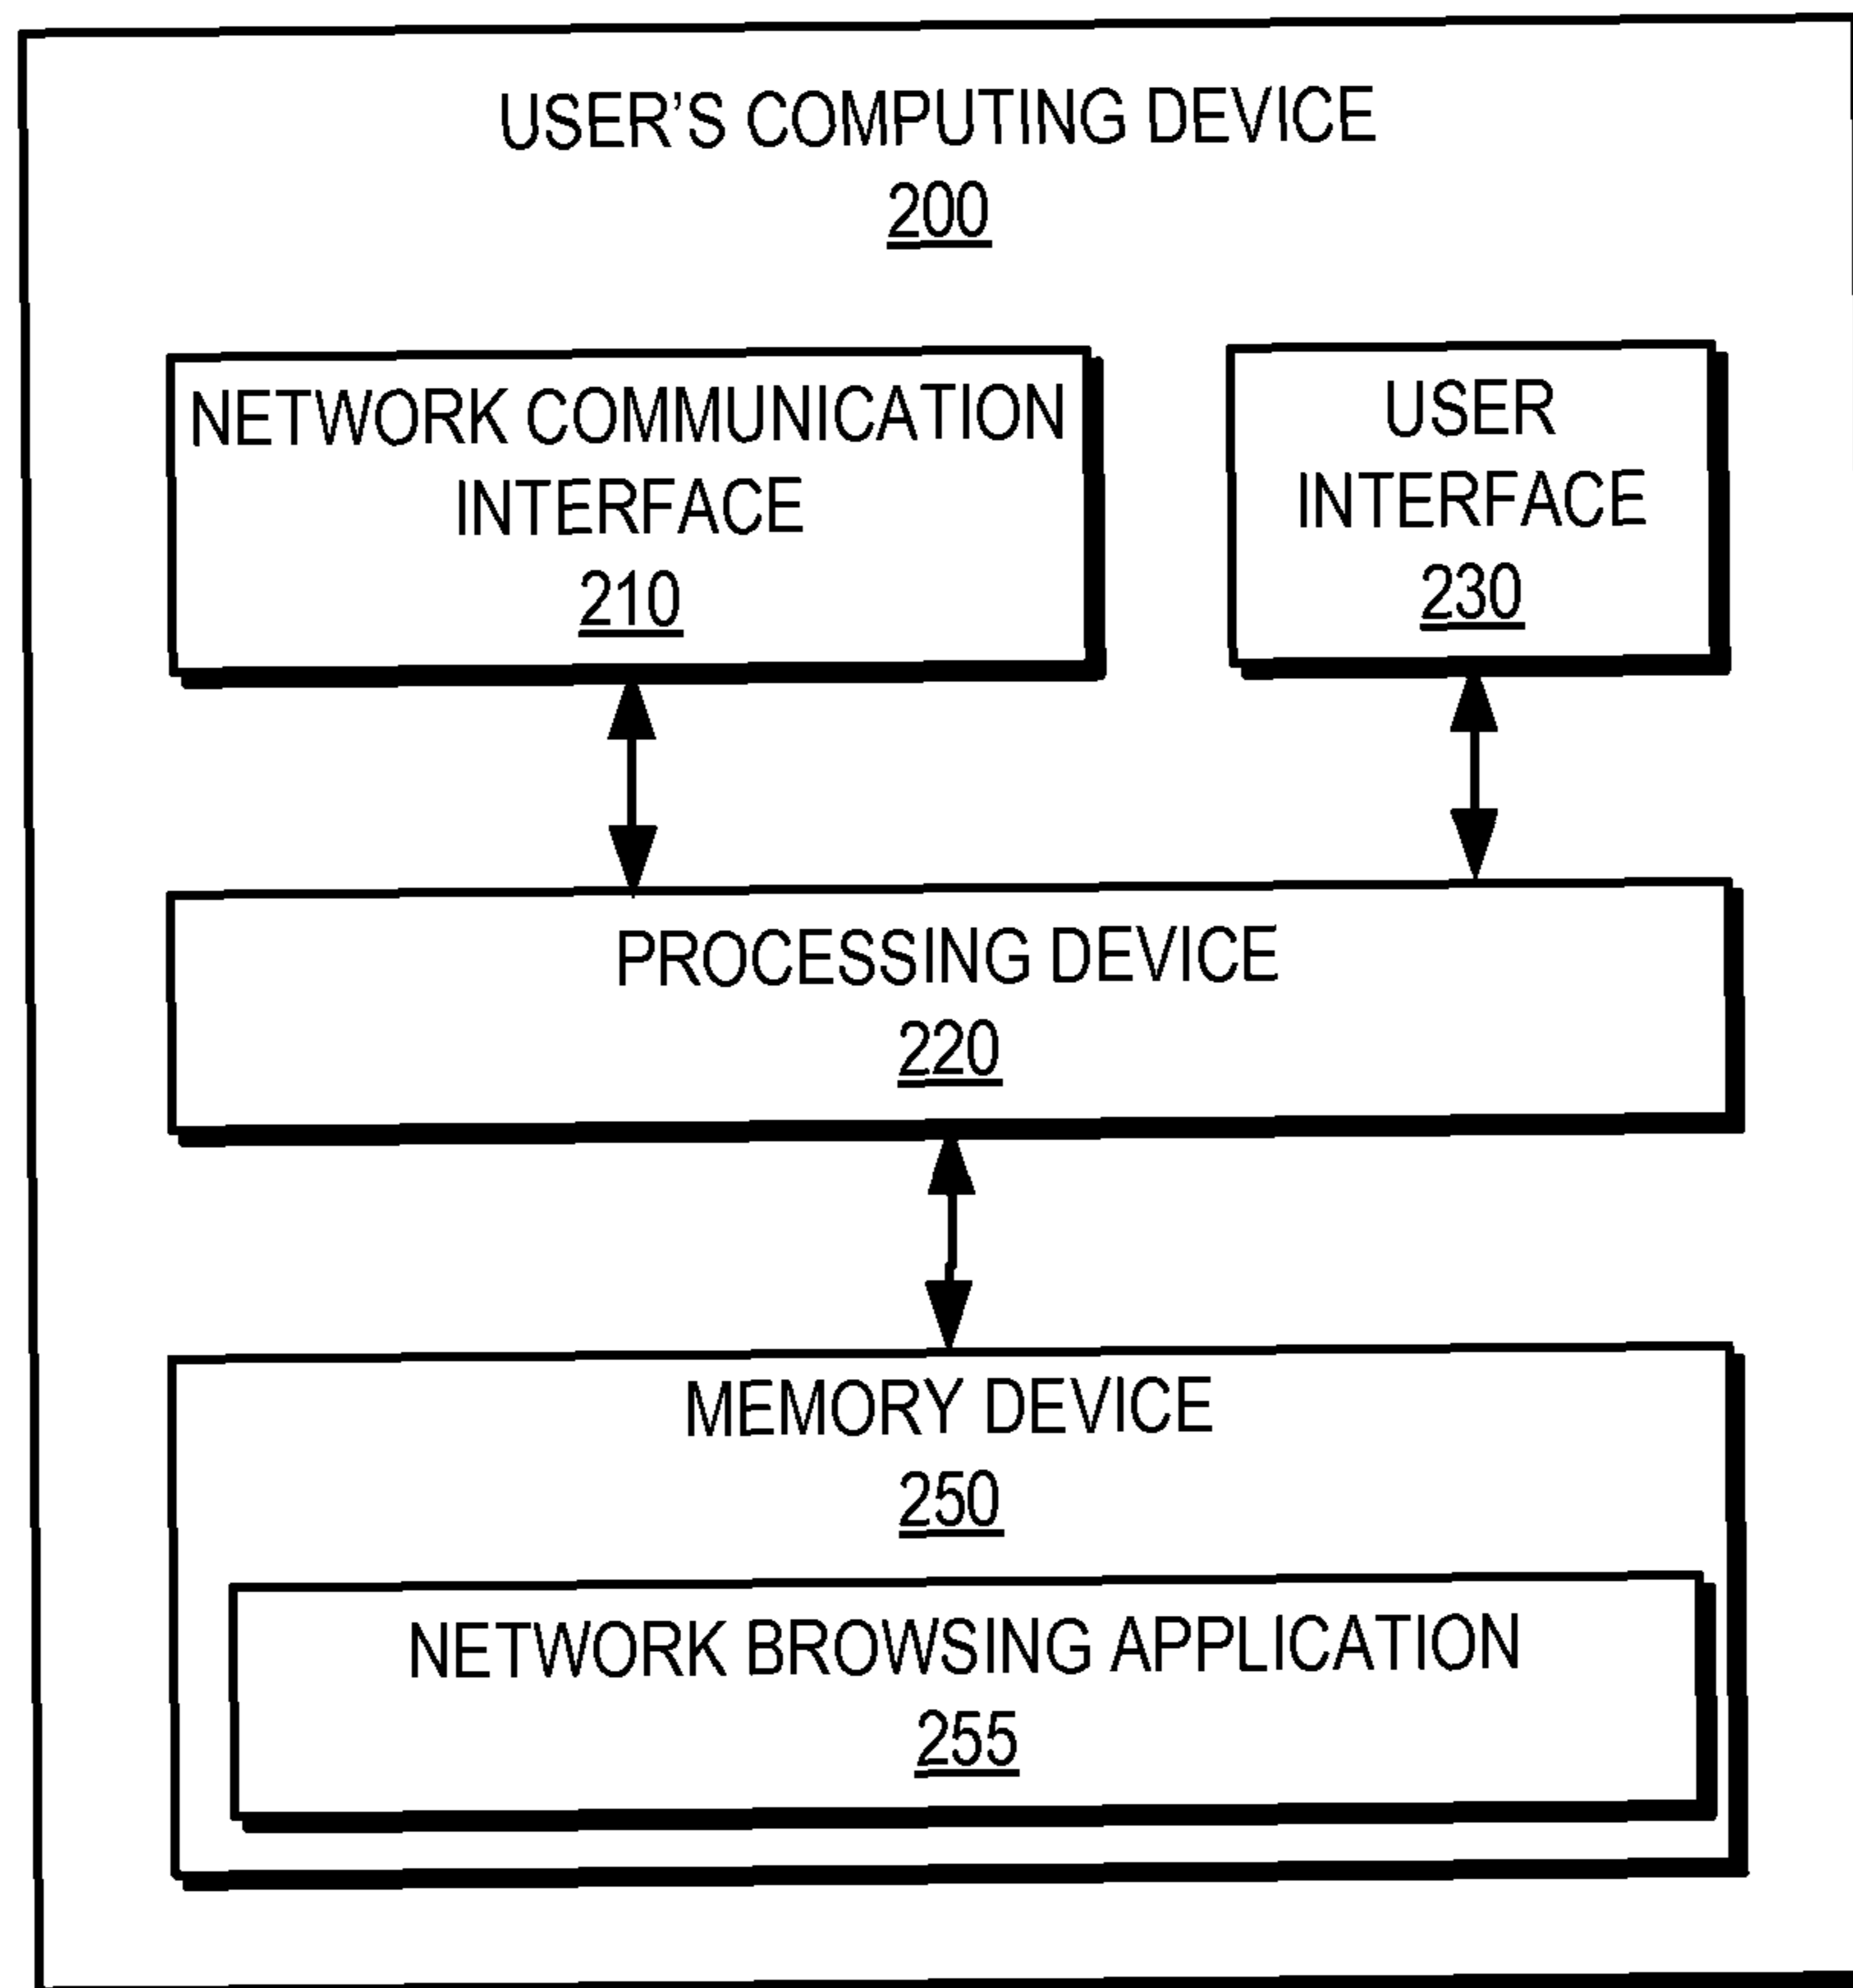 USER'S COMPUTING DEVICE
200
NETWORK COMMUNICATION
INTERFACE
210
USER
INTERFACE
230
PROCESSING DEVICE
220
MEMORY DEVICE
250
NETWORK BROWSING APPLICATION
255